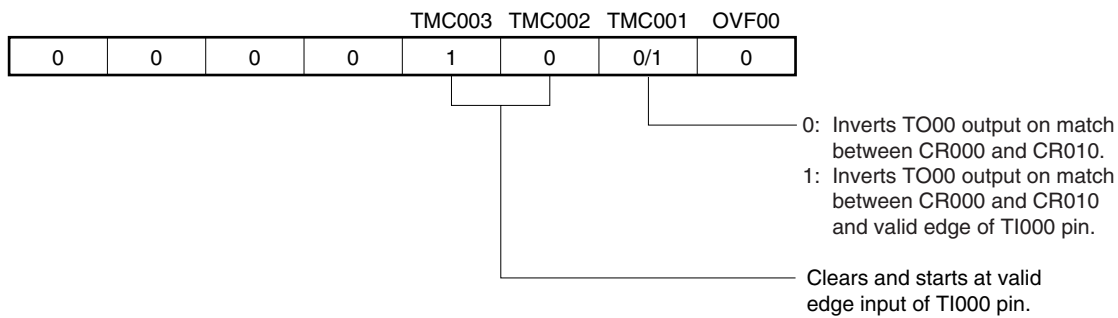 TMC003 TMC002 TMC001 OVF00
0 0 0 0 1 0 0/1 0
0: Inverts TO00 output on match
between CR000 and CR010.
1: Inverts TO00 output on match
between CR000 and CR010
and valid edge of TI000 pin.
Clears and starts at valid
edge input of TI000 pin.